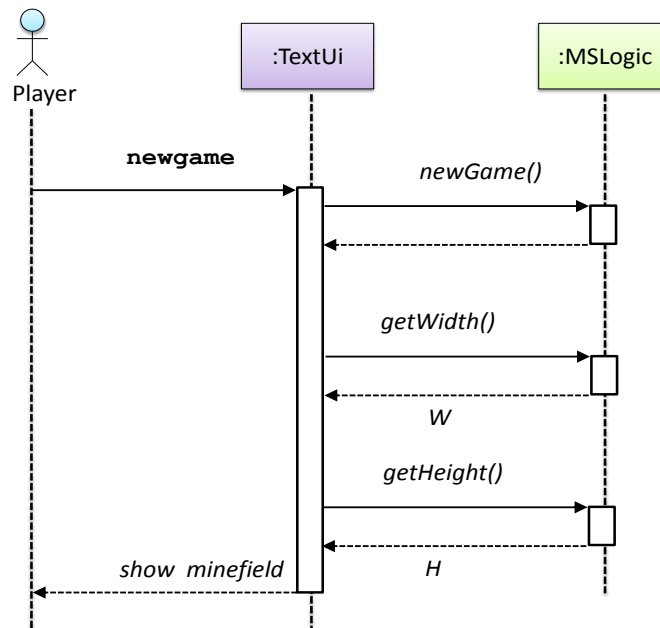 :TextUi
:MSLogic
Player
newgame
newGame()
getWidth()
W
getHeight()
show minefield
H